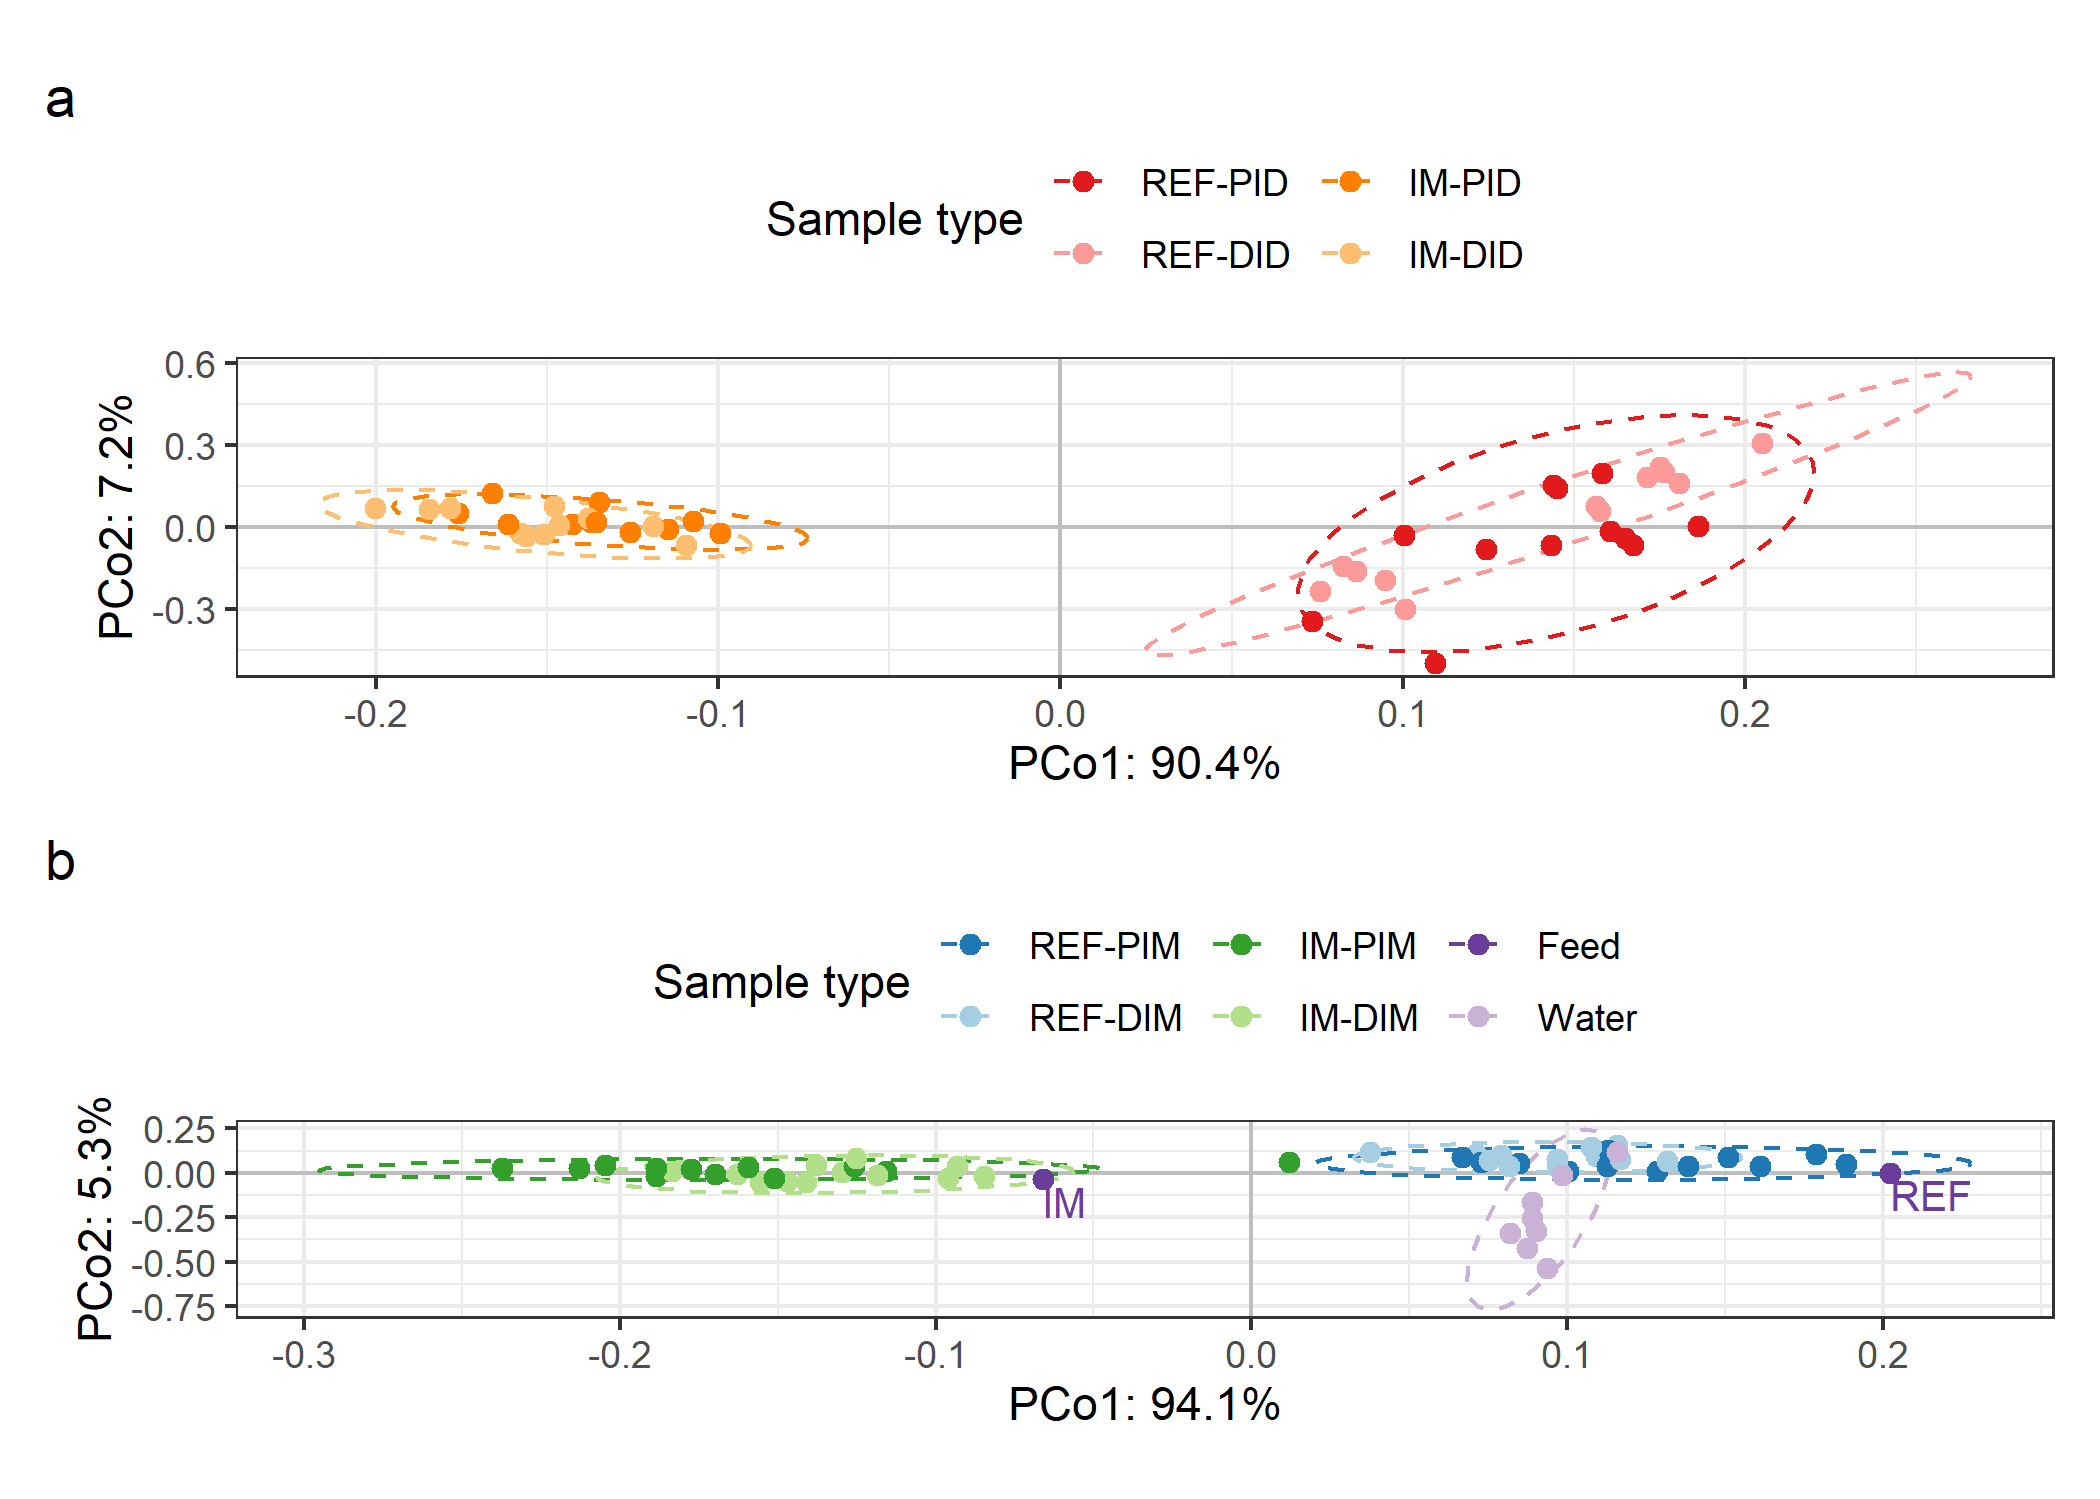 a
Sample type
REF-PID
IM-PID
REF-DID
IM-DID
PCo2: 7.2%
0.6
0.3
0.0
-0.3
-0.2
-0.1
0.0
0.1
0.2
PCo1: 90.4%
b
Sample type
REF-PIM
IM-PIM
Feed
REF-DIM
IM-DIM
Water
PCo2: 5.3%
0.25
0.00
-0.25
-0.50
-0.75
IM
REF
-0.3
-0.2
-0.1
0.0
0.1
0.2
PCo1: 94.1%